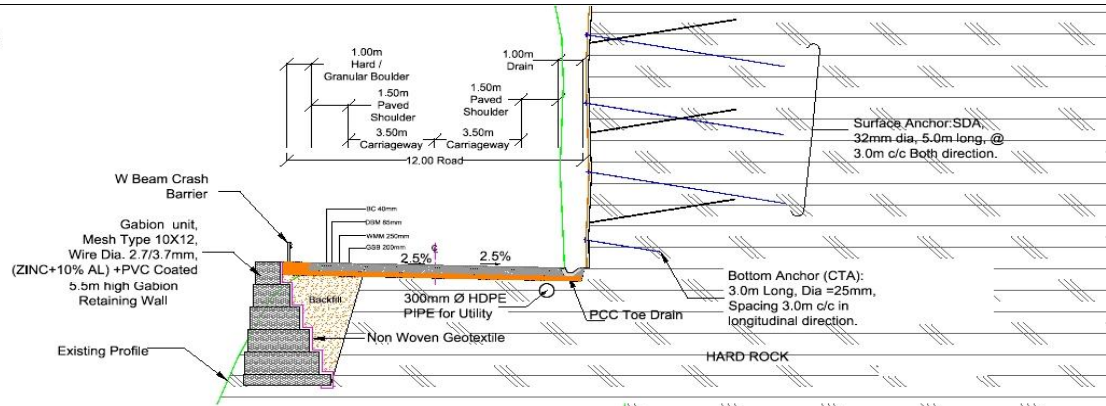 1.00m
Hard /
Granular Boulder
1.00m
Drain
1.50m
Paved
Shoulder
1.50m
Paved
Shoulder
3.50m
Carriageway
3.50m
Carriageway
12.00 Road
Surface Anchor:SDA,
32mm dia, 5.0m long, @
3.0m c/c Both direction.
W Beam Crash
Barrier
BC 40mm
DBM 85mm
WMM 250mm
GSB 200mm
Gabion unit,
Mesh Type 10X12,
Wire Dia. 2.7/3.7mm,
(ZINC+10% AL) +PVC Coated
5.5m high Gabion
Retaining Wall
2.5%
2.5%
Backfill
300mm Ø HDPE
PIPE for Utility
PCC Toe Drain
Bottom Anchor (CTA):
3.0m Long, Dia =25mm,
Spacing 3.0m c/c in
longitudinal direction.
Non Woven Geotextile
Existing Profile
HARD ROCK